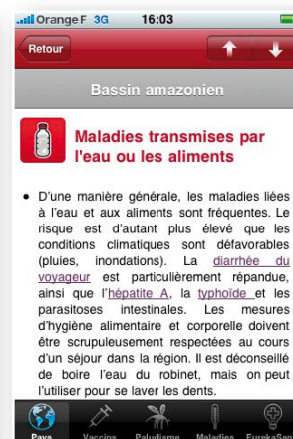 Orange F 3G 16:03
Retour
Bassin amazonien
Maladies transmises par
l'eau ou les aliments
• D'une manière générale, les maladies liées
à l'eau et aux aliments sont fréquentes. Le
risque est d'autant plus élevé que les
conditions climatiques sont défavorables
(pluies, inondations). La diarrhée du
voyageur est particulièrement répandue,
ainsi que l'hépatite A, la typhoïde et les
parasitoses intestinales. Les mesures
d'hygiène alimentaire et corporelle doivent
être scrupuleusement respectées au cours
d'un séjour dans la région. Il est déconseillé
de boire l'eau du robinet, mais on peut
l'utiliser pour se laver les dents.
Pays Vaccins Paludisme Maladies EurekaSan